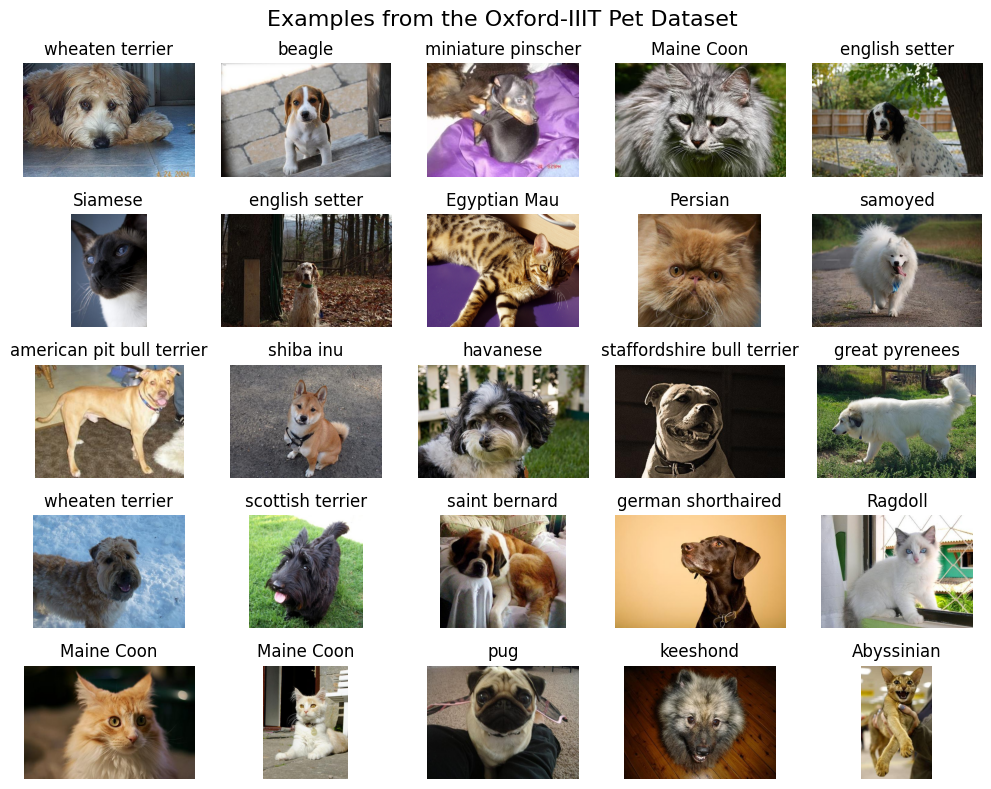 Examples from the Oxford-IIIT Pet Dataset
wheaten terrier
beagle
miniature pinscher
Maine Coon
english setter
Siamese
english setter
Egyptian Mau
Persian
samoyed
american pit bull terrier
shiba inu
havanese
staffordshire bull terrier
great pyrenees
wheaten terrier
scottish terrier
saint bernard
german shorthaired
Ragdoll
Maine Coon
Maine Coon
pug
keeshond
Abyssinian